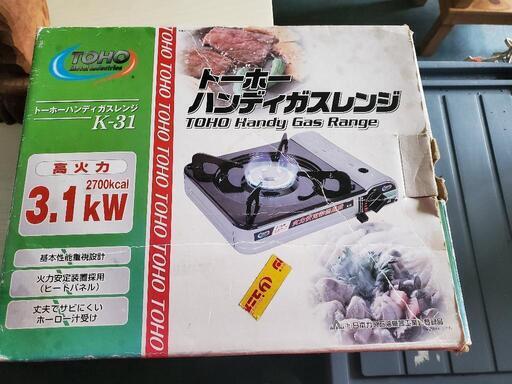 TOHO
トーホーハンディガスレンジ
K-31
高火力
2700kcal
3.1kW
基本性能重視設計
火力安定装置採用
(ヒートパネル)
丈夫でサビにくい
ホーロー汁受け
TOHO TOHO TOHO TOHO TOHO TOHO TOHO
トーホー
ハンディガスレンジ
TOHO Handy Gas Range